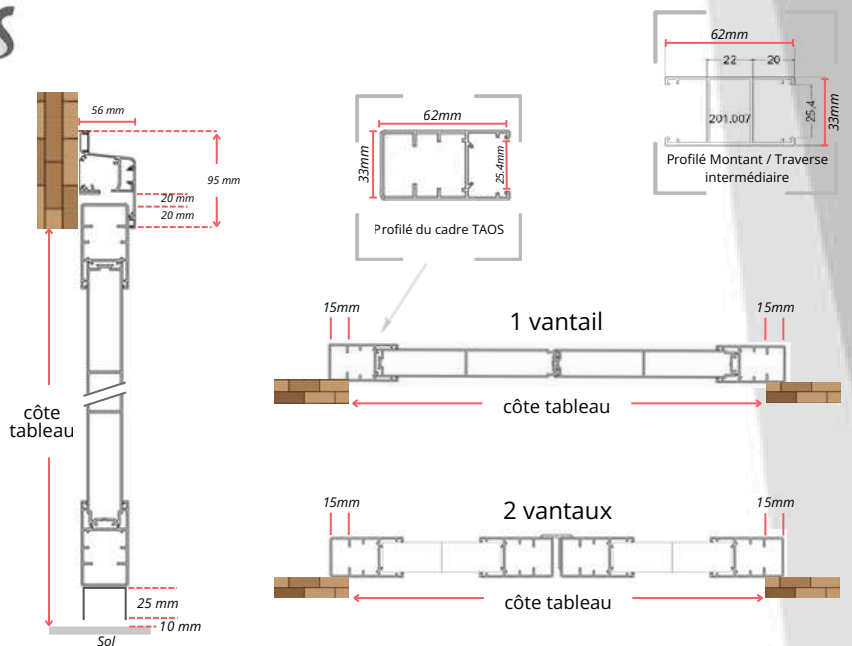 S
56 mm
95 mm
20 mm
20 mm
côte
tableau
25 mm
10 mm
Sol
62mm
33mm
25.4mm
Profilé du cadre TAOS
62mm
22
20
201.007
25,4
33mm
Profilé Montant / Traverse
intermédiaire
15mm
1 vantail
15mm
côte tableau
15mm
2 vantaux
15mm
côte tableau